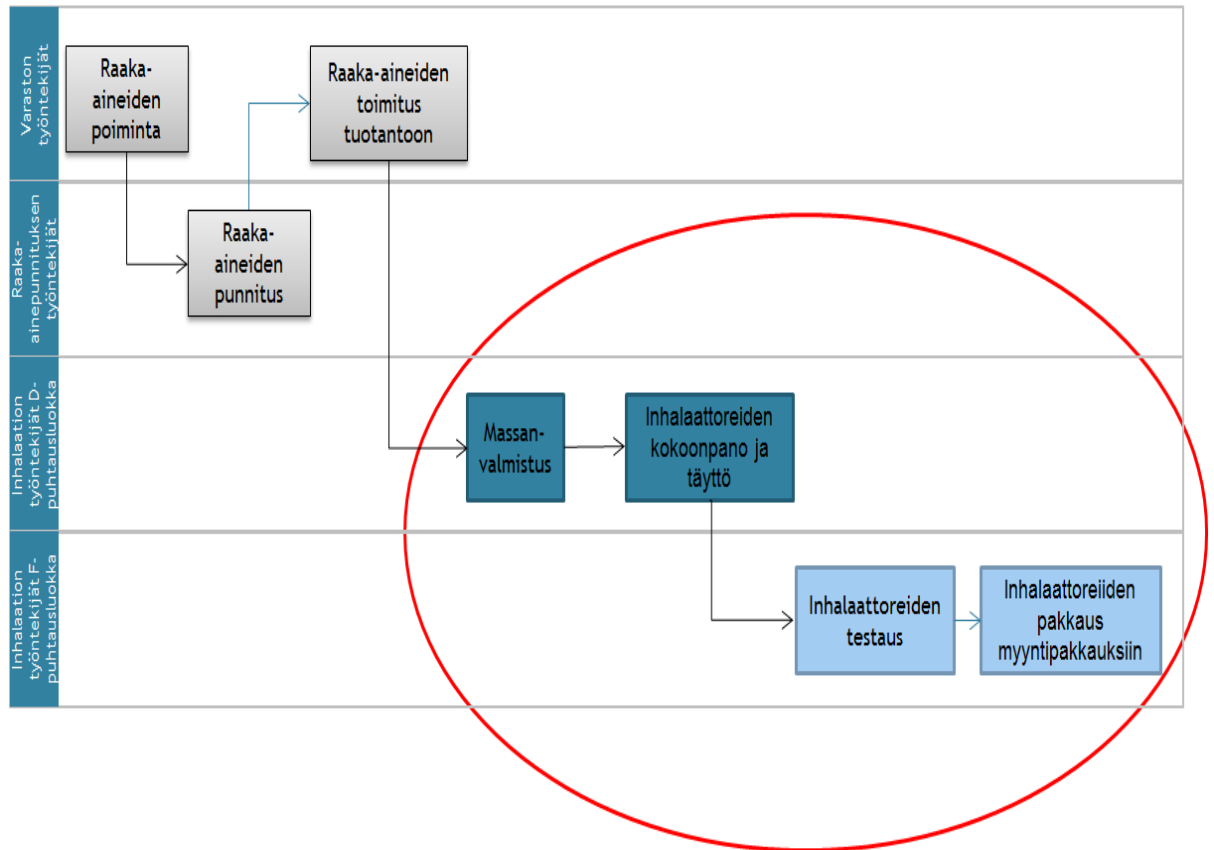 Varaston
työntekijät
Raaka-
aineiden
poiminta
Raaka-aineiden
toimitus
tuotantoon
Raaka-
ainepunnituksen
työntekijät
Raaka-
aineiden
punnitus
Inhalaation
työntekijät D-
puhtausluokka
Massan-
valmistus
Inhalaattoreiden
kokoonpano ja
täyttö
Inhalaation
työntekijät F-
puhtausluokka
Inhalaattoreiden
testaus
Inhalaattoreiiden
pakkaus
myyntipakkauksiin